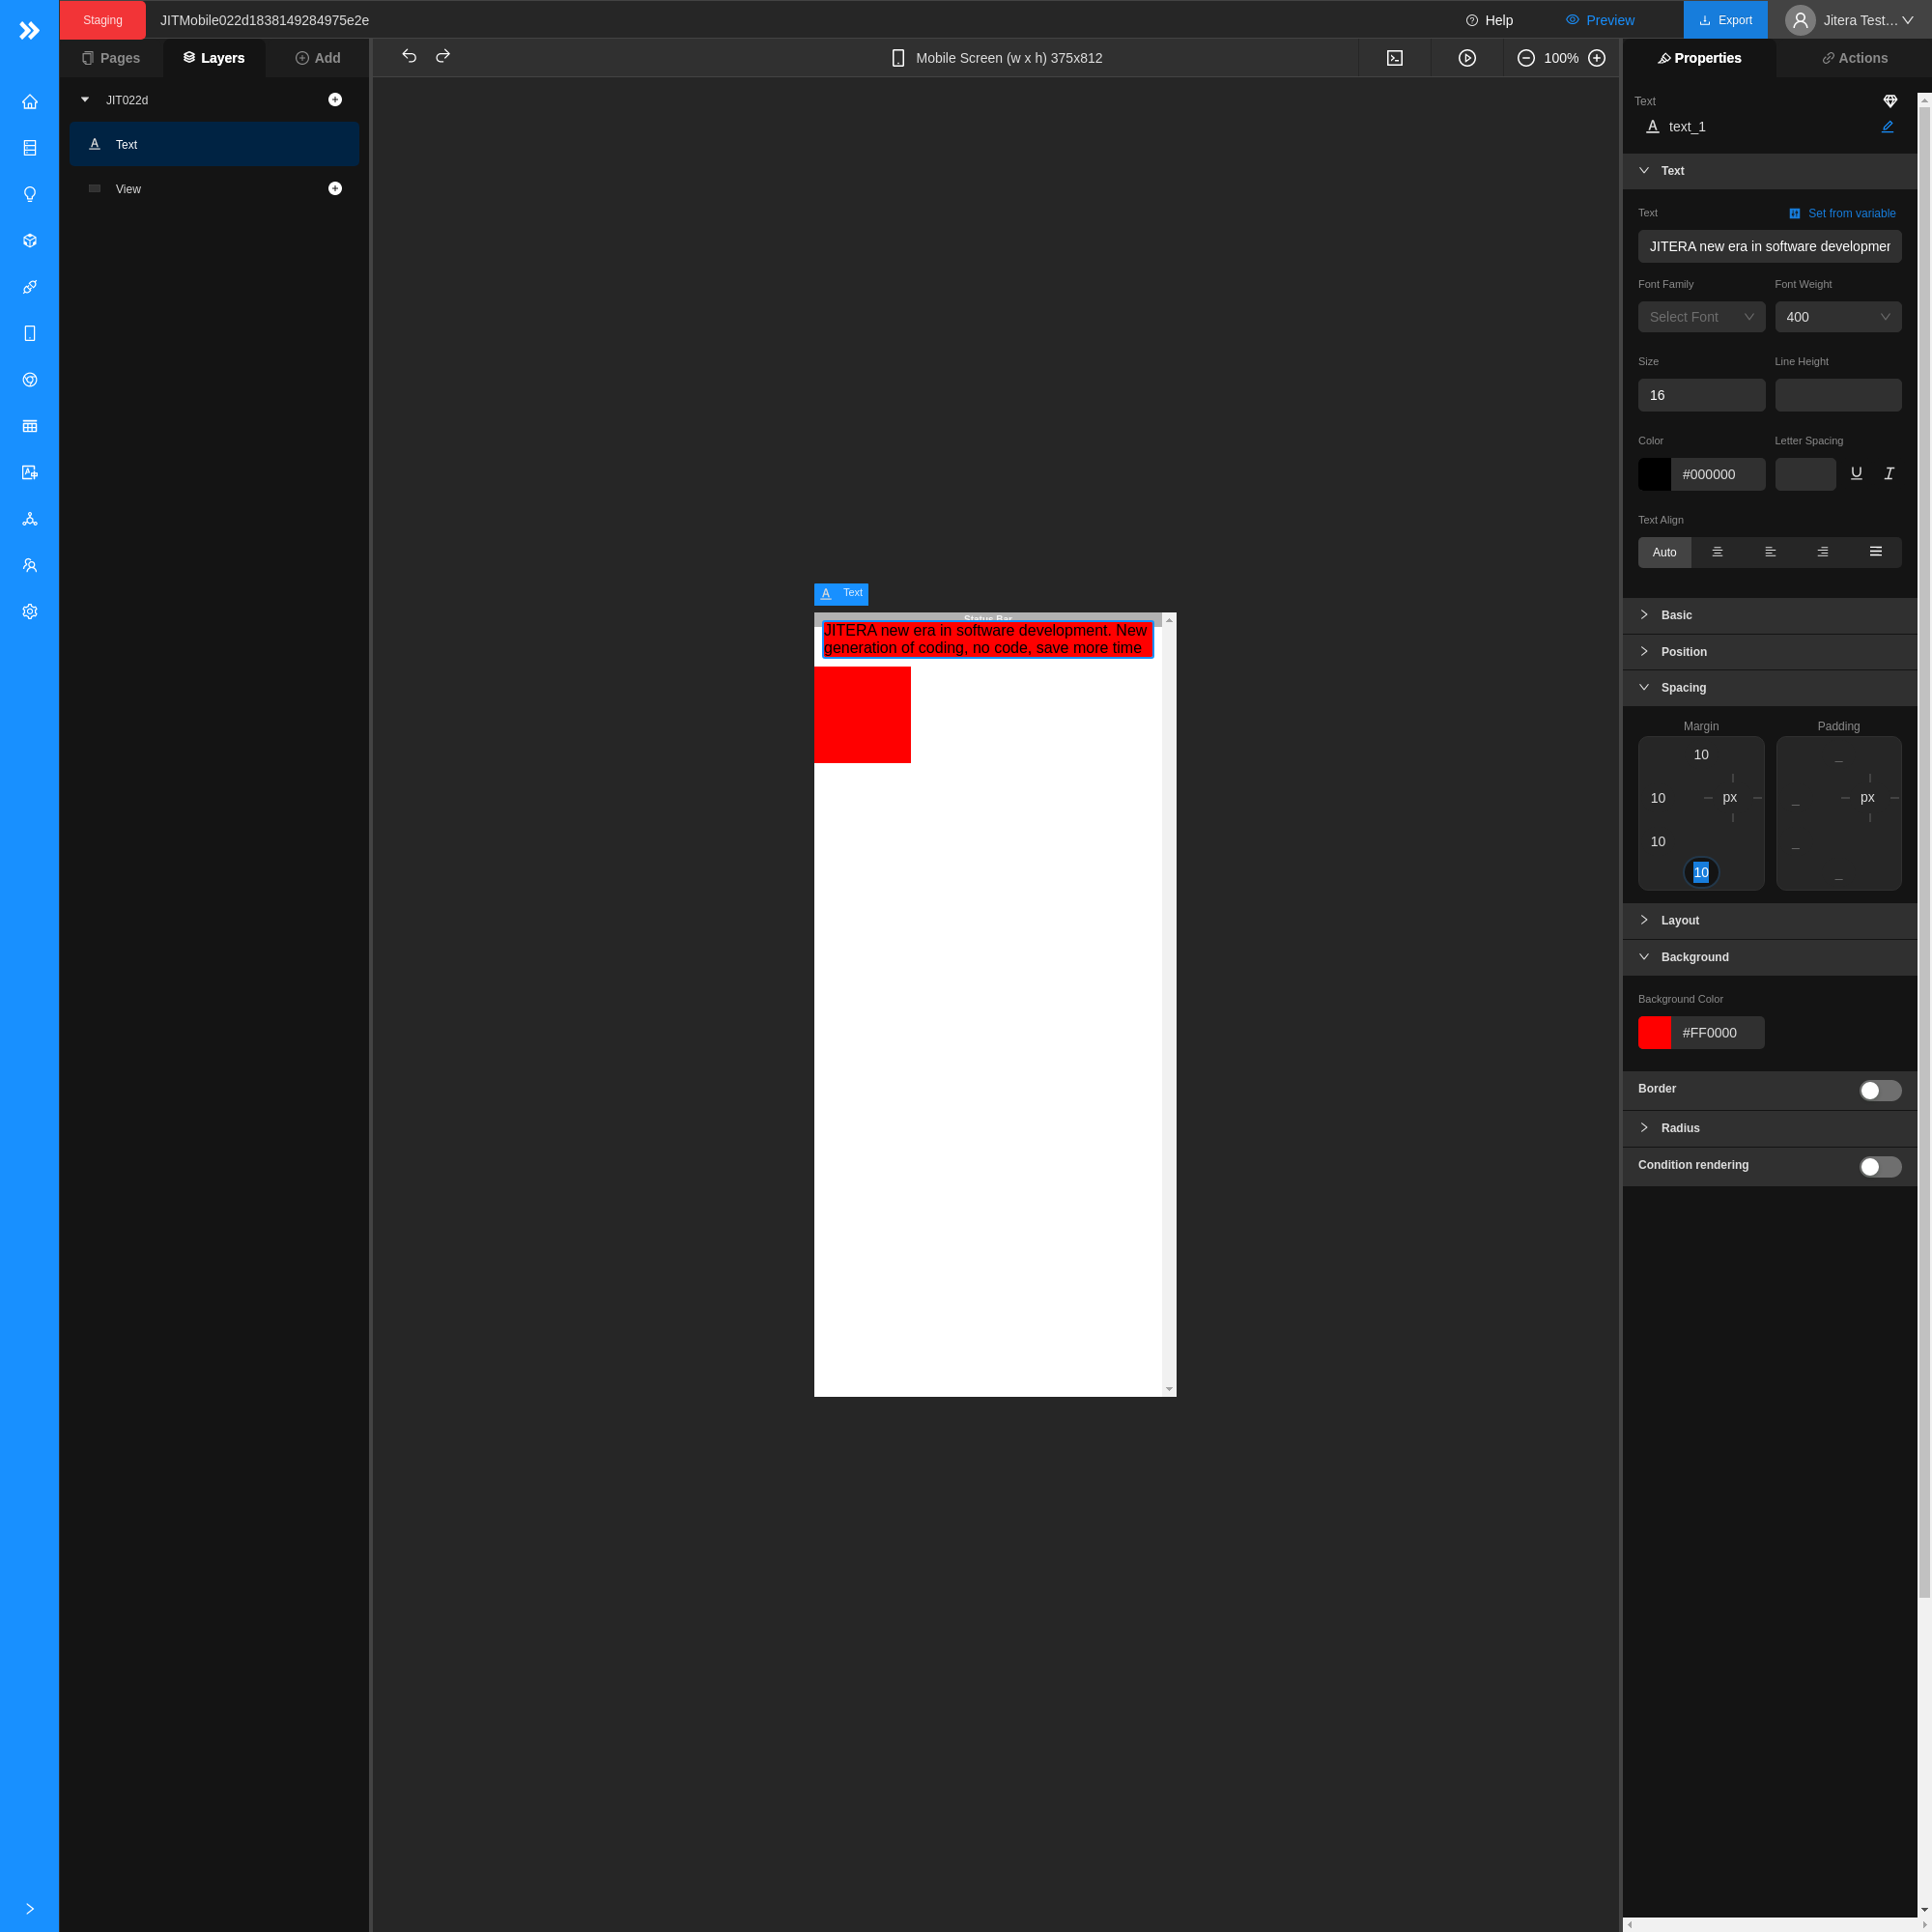 Staging
JITMobile022d1838149284975e2e
Help
Preview
Export
Jitera Test…
Pages
Layers
Add
Mobile Screen (w x h) 375x812
100%
Properties
Actions
JIT022d
Text
View
Text
Status Bar
JITERA new era in software development. New
generation of coding, no code, save more time
Text
text_1
Text
Text
Set from variable
JITERA new era in software developmen
Font Family
Font Weight
Select Font
400
Size
Line Height
16
Color
Letter Spacing
#000000
Text Align
Auto
Basic
Position
Spacing
Margin
Padding
10
10
px
px
10
10
Layout
Background
Background Color
#FF0000
Border
Radius
Condition rendering